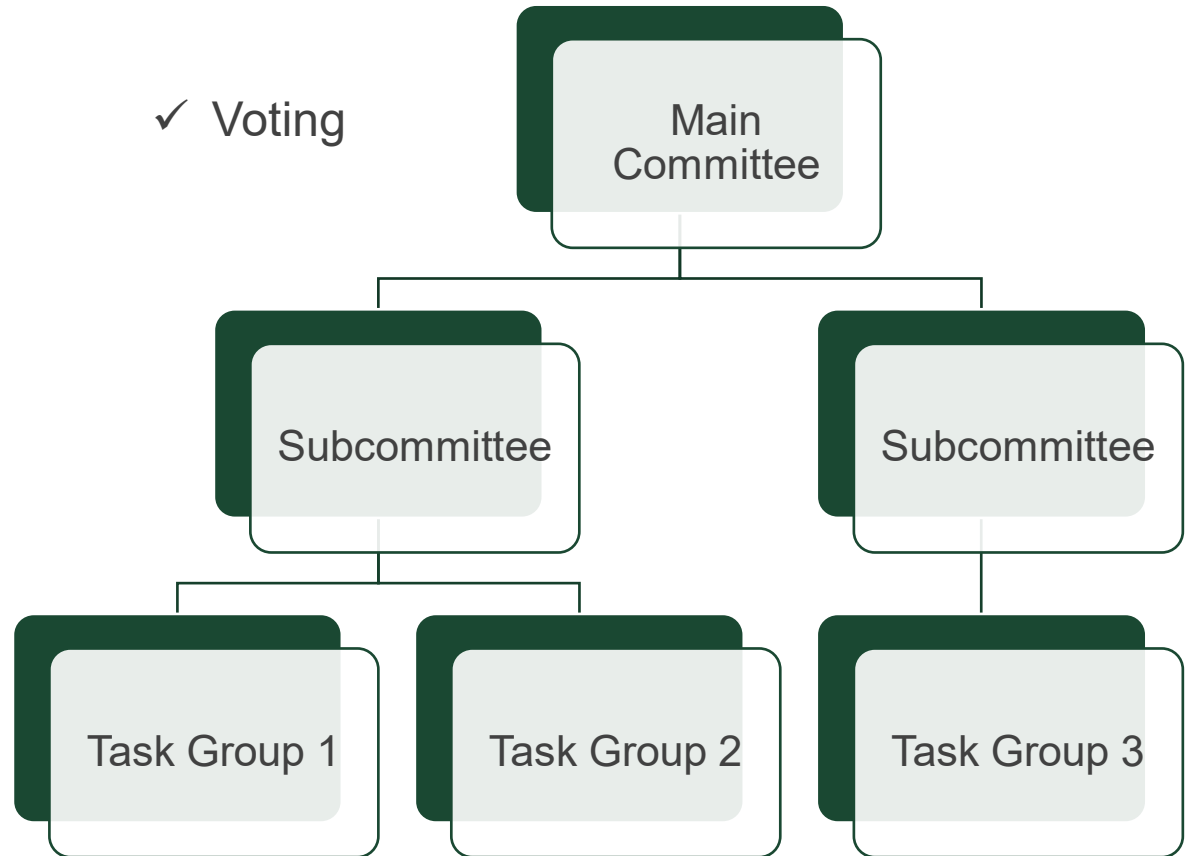 ✓ Voting
Main
Committee
Subcommittee
Subcommittee
Task Group 1
Task Group 2
Task Group 3